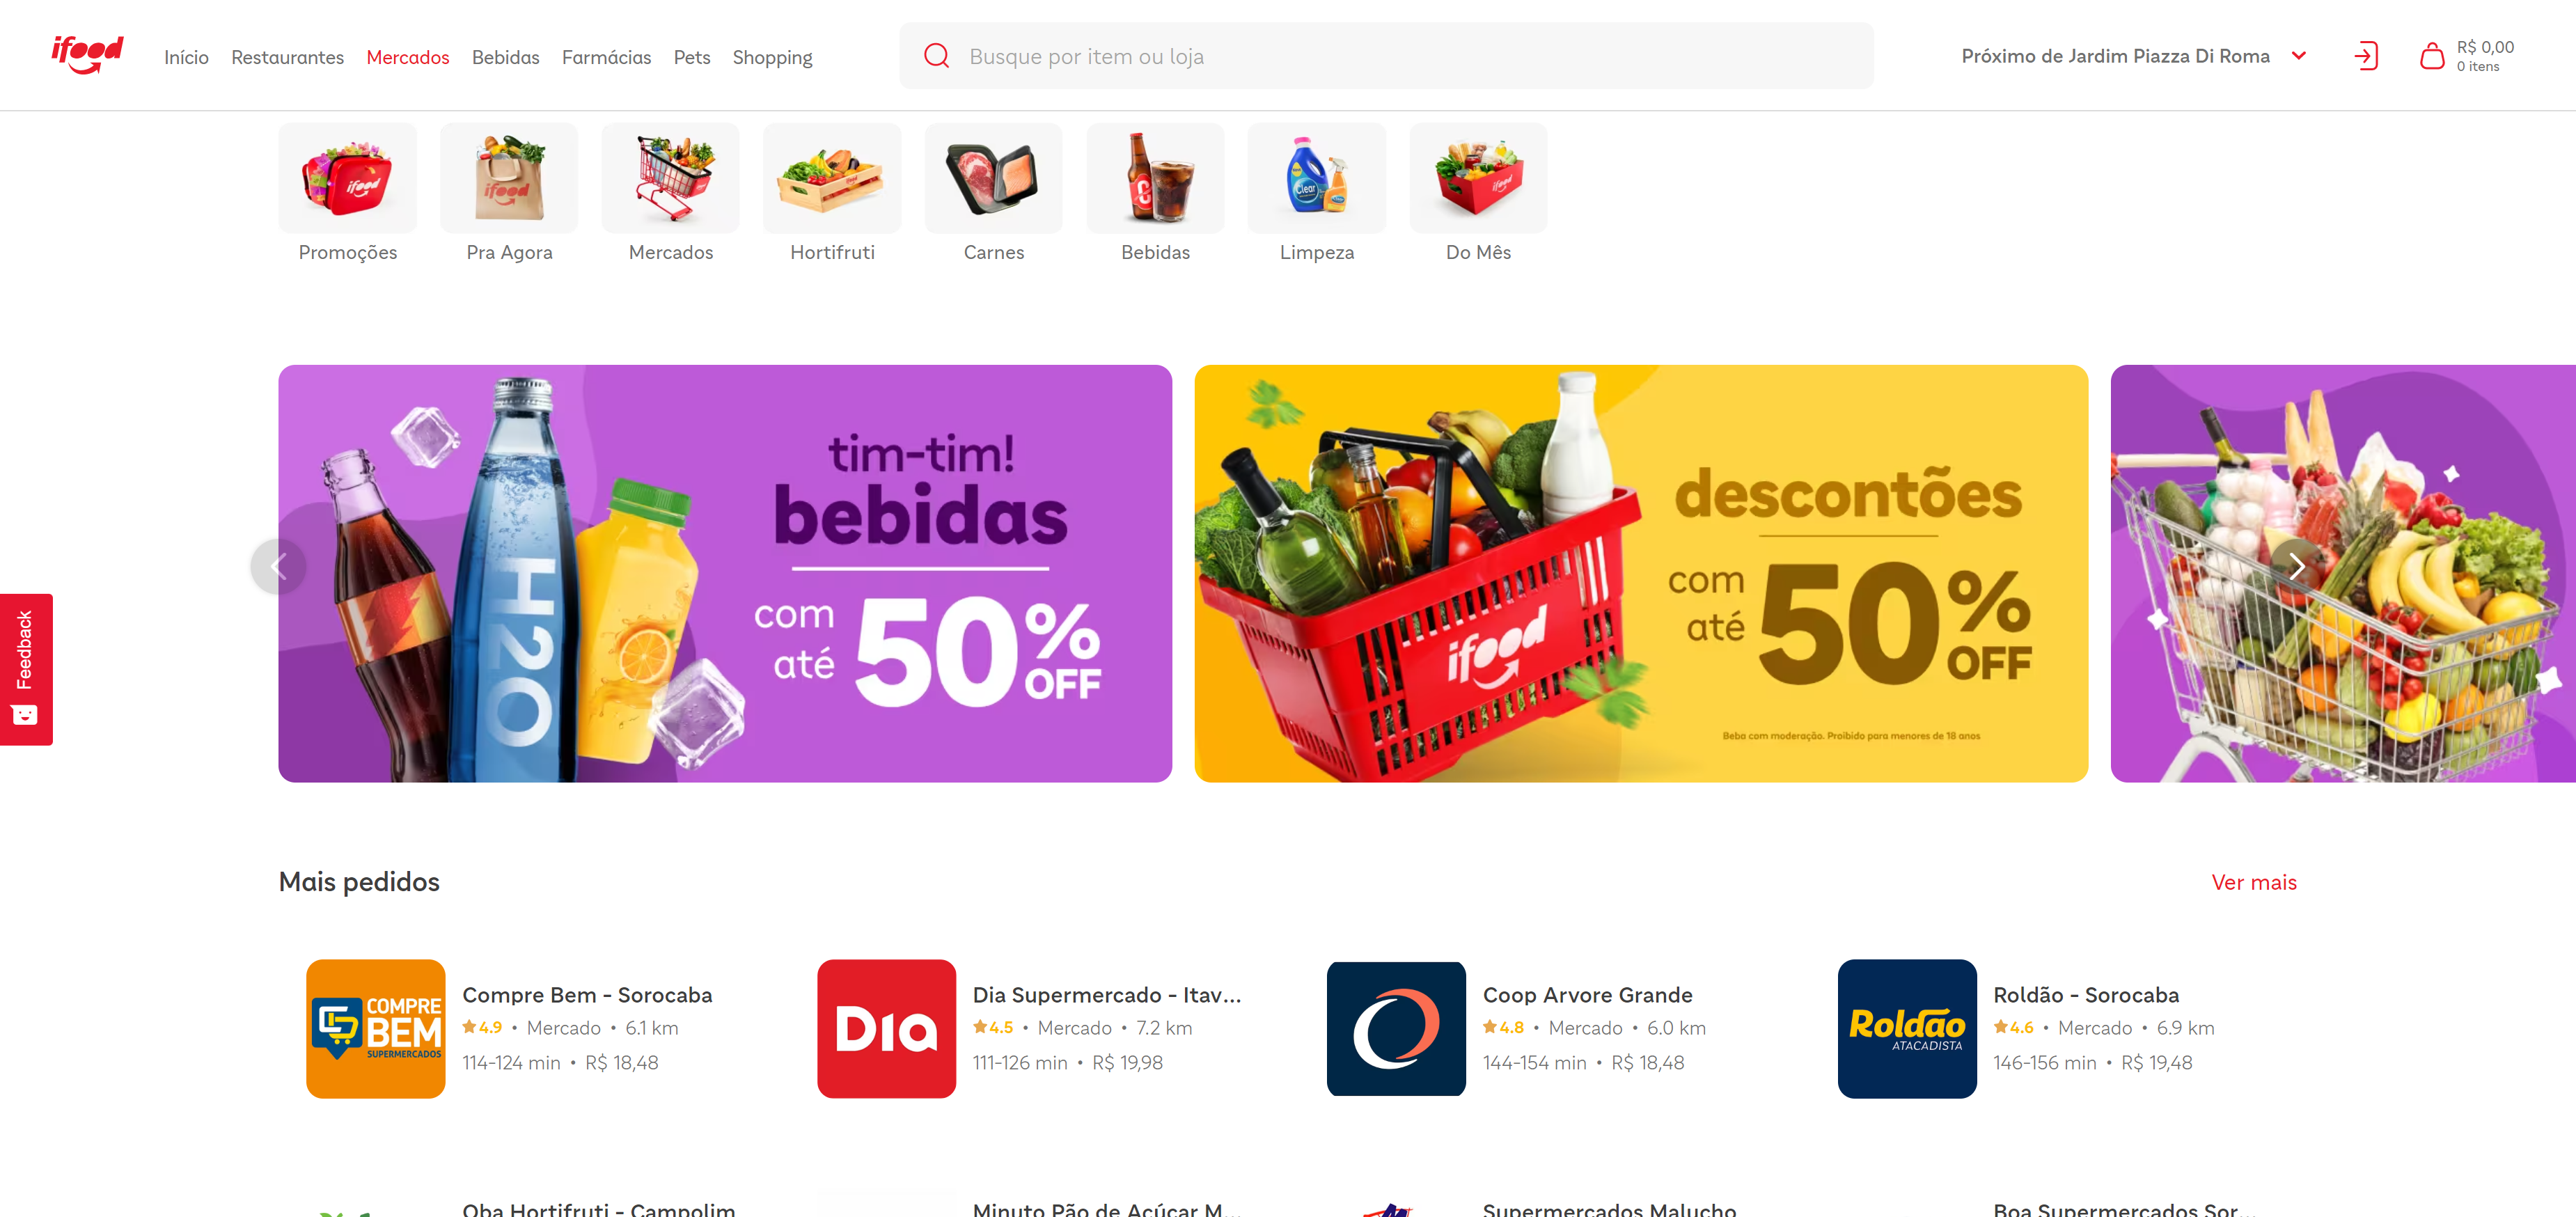 ifood
Início
Restaurantes
Mercados
Bebidas
Farmácias
Pets
Shopping
Busque por item ou loja
Próximo de Jardim Piazza Di Roma
R$ 0,00
0 itens
ifood
ifood
ifood
Clear
ifood
Promoções
Pra Agora
Mercados
Hortifruti
Carnes
Bebidas
Limpeza
Do Mês
H2O
tim-tim!
bebidas
com até 50% OFF
ifood
descontões
com até 50% OFF
Beba com moderação. Proibido para menores de 18 anos
Feedback
Mais pedidos
Ver mais
COMPRE
BEM
SUPERMERCADOS
Compre Bem - Sorocaba
4.9 • Mercado • 6.1 km
114-124 min • R$ 18,48
DIA
Dia Supermercado - Itav...
4.5 • Mercado • 7.2 km
111-126 min • R$ 19,98
Coop Arvore Grande
4.8 • Mercado • 6.0 km
144-154 min • R$ 18,48
Roldão
ATACADISTA
Roldão - Sorocaba
4.6 • Mercado • 6.9 km
146-156 min • R$ 19,48
Oba Hortifruti - Campolim
Minuto Pão de Açúcar M...
Supermercados Malucho
Boa Supermercados Sor...